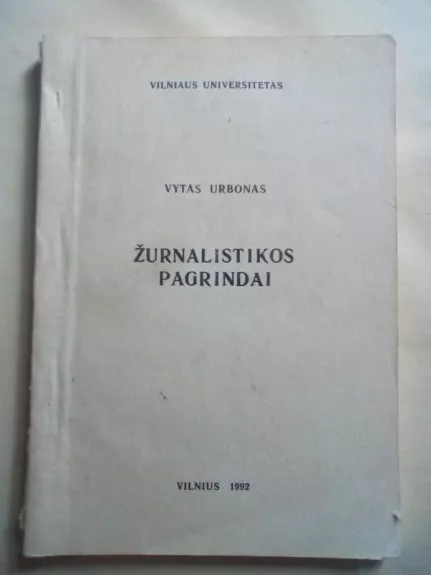 VILNIAUS UNIVERSITETAS
VYTAS URBONAS
ŽURNALISTIKOS
PAGRINDAI
VILNIUS 1992